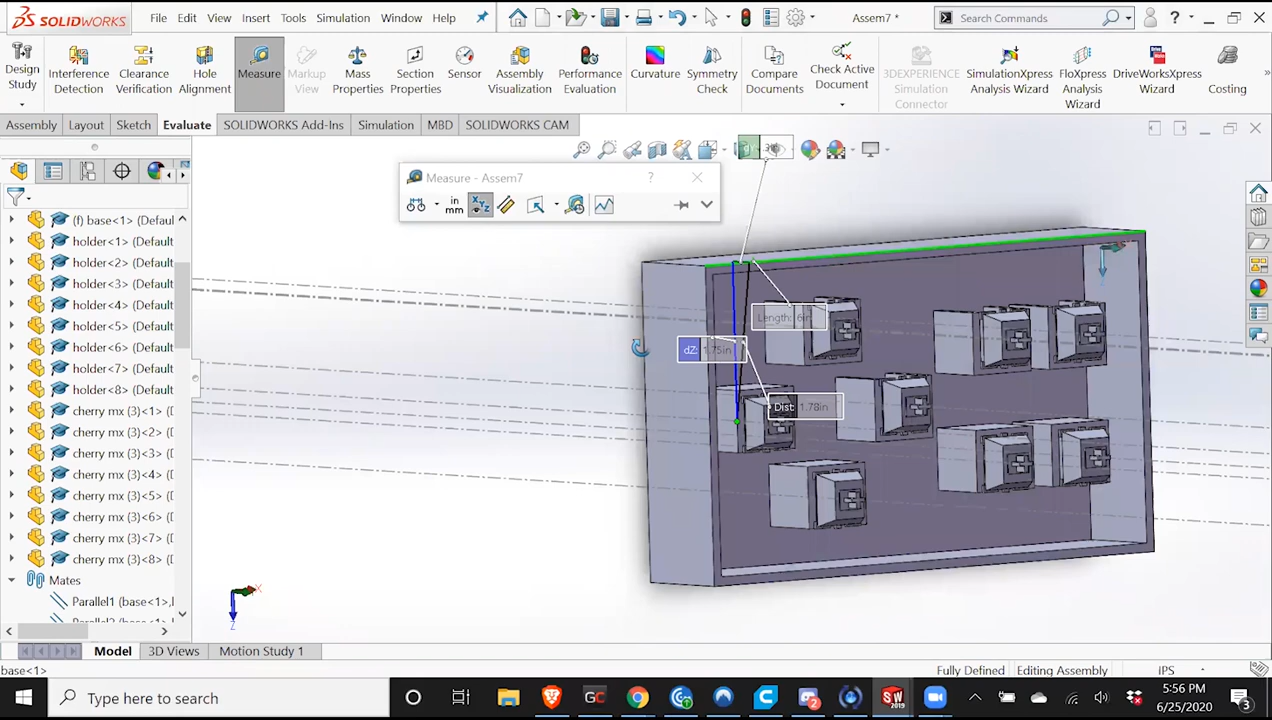 SOLIDWORKS
File Edit View Insert Tools Simulation Window Help
Assem7 *
Search Commands
Design Study
Interference Detection
Clearance Verification
Hole Alignment
Measure
Markup View
Mass Properties
Section Properties
Sensor
Assembly Visualization
Performance Evaluation
Curvature
Symmetry Check
Compare Documents
Check Active Document
3DEXPERIENCE Simulation Connector
SimulationXpress Analysis Wizard
FloXpress Analysis Wizard
DriveWorksXpress Wizard
Costing
Assembly Layout Sketch Evaluate SOLIDWORKS Add-Ins Simulation MBD SOLIDWORKS CAM
Measure - Assem7
in
mm
(f) base<1> (Defaul
holder<1> (Default
holder<2> (Default
holder<3> (Default
holder<4> (Default
holder<5> (Default
holder<6> (Default
holder<7> (Default
holder<8> (Default
cherry mx (3)<1> (D
cherry mx (3)<2> (D
cherry mx (3)<3> (D
cherry mx (3)<4> (D
cherry mx (3)<5> (D
cherry mx (3)<6> (D
cherry mx (3)<7> (D
cherry mx (3)<8> (D
Mates
Parallel1 (base<1>,l
Length: 6in
dZ: 1.75in
Dist: 1.78in
X
Z
Model 3D Views Motion Study 1
base<1> Fully Defined Editing Assembly IPS
Type here to search
5:56 PM
6/25/2020